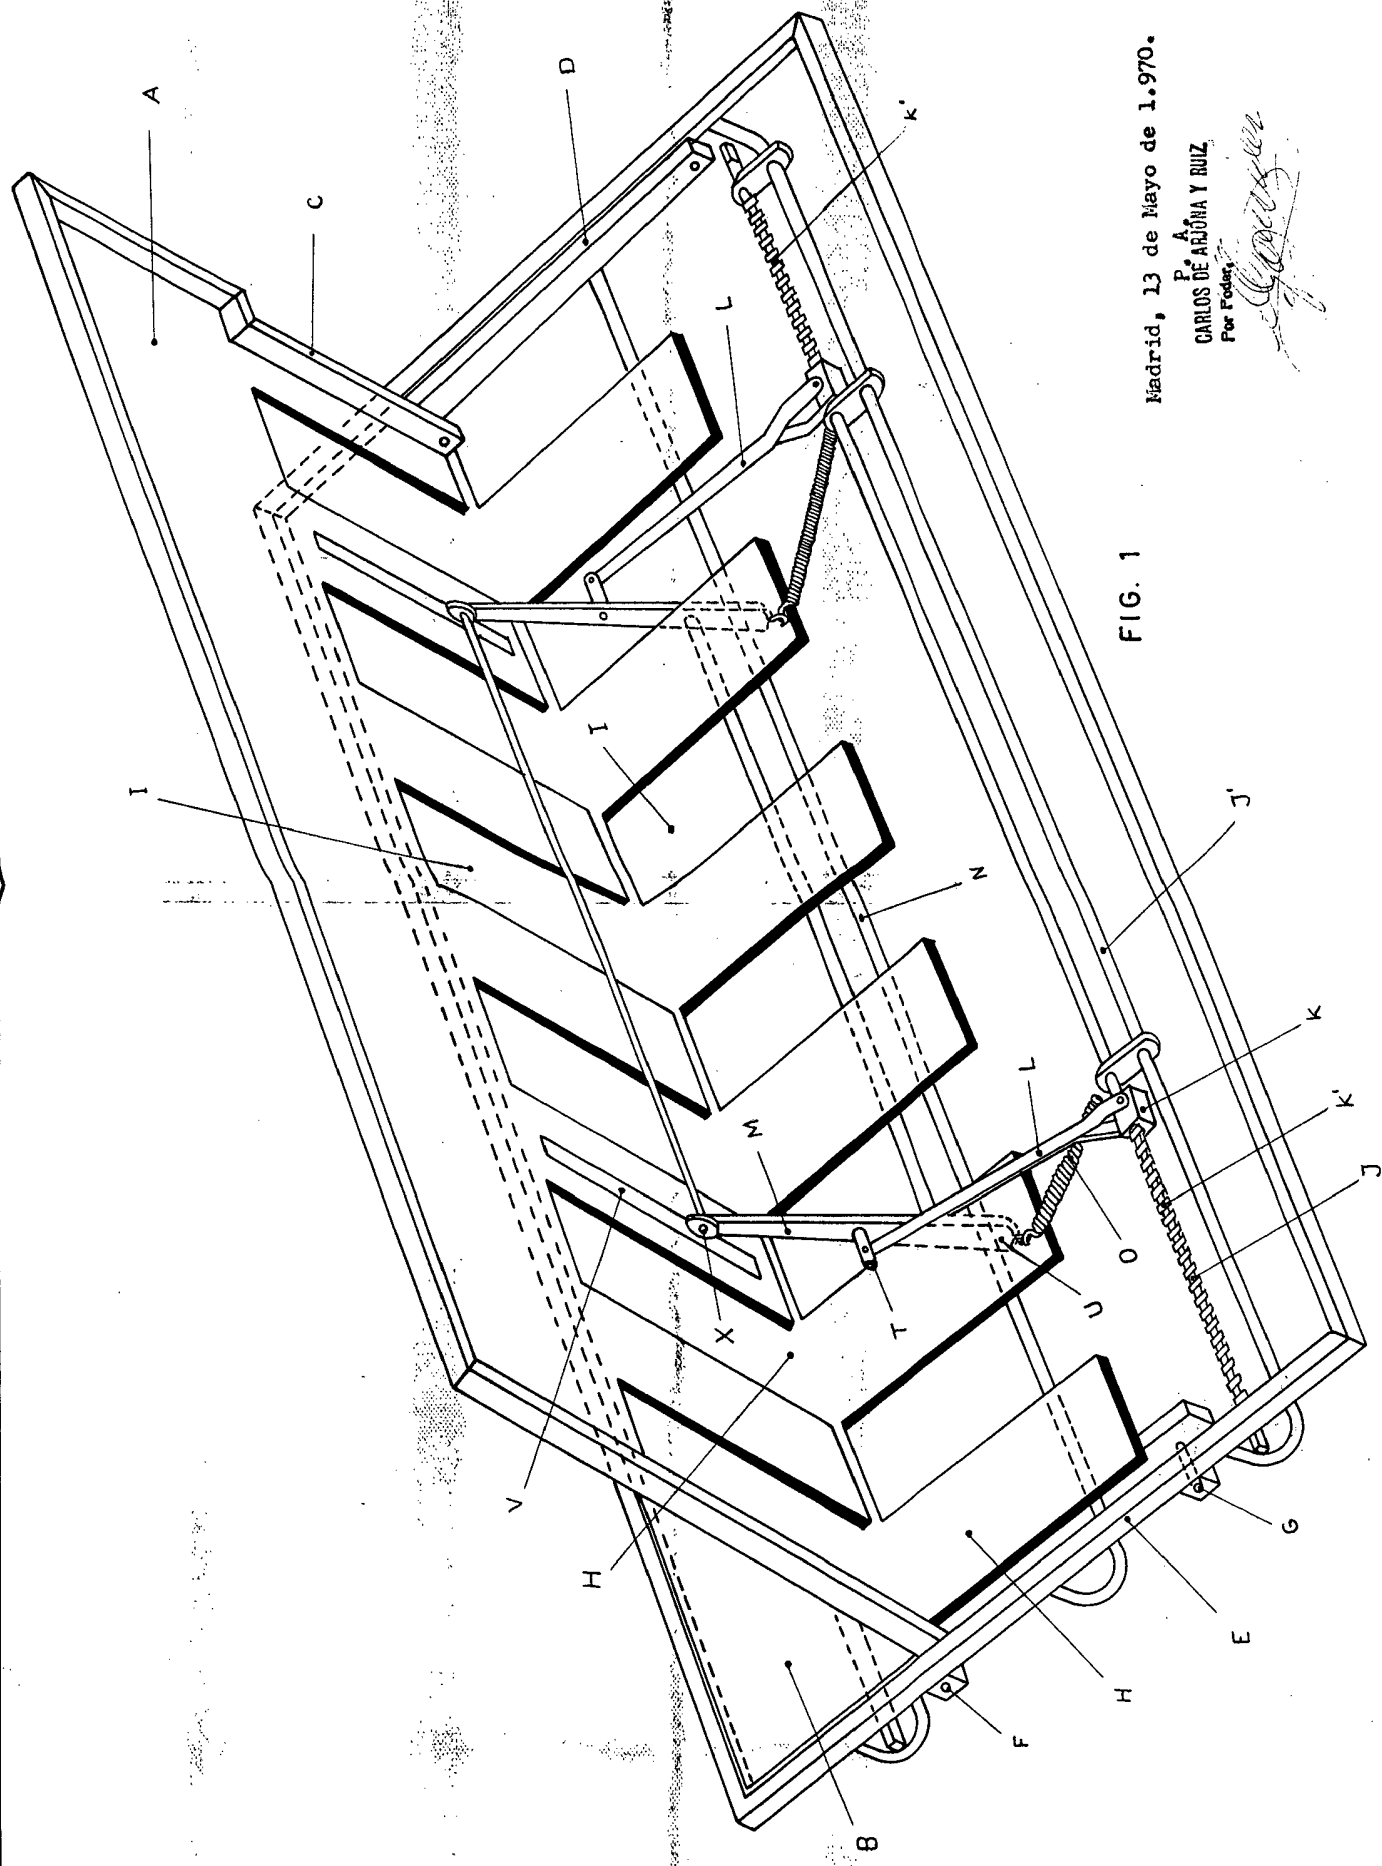 A
C
D
K'
L
I
I
N
J'
M
L
K
K'
J
O
U
T
X
V
H
G
E
H
F
B
FIG. 1
Madrid, 13 de Mayo de 1.970.
P. A.
CARLOS DE ARJONA Y RUIZ
Por Poder,